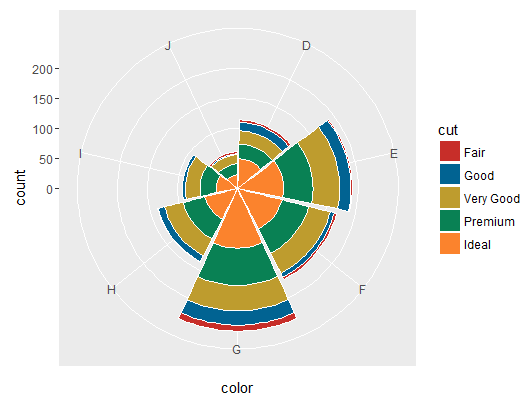 J
D
200
150
100
50
0
I
E
H
F
G
count
color
cut
Fair
Good
Very Good
Premium
Ideal